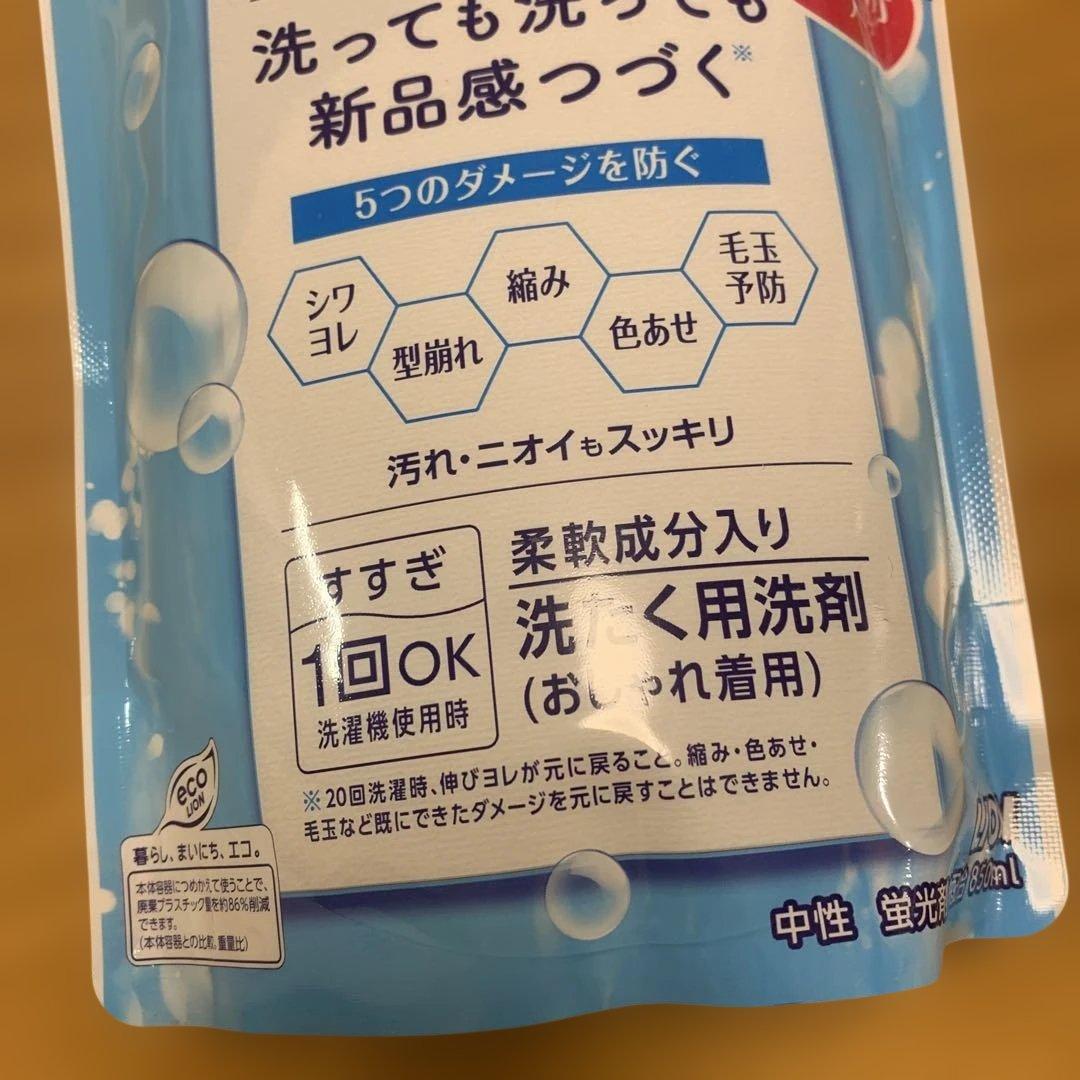 洗っても洗っても
新品感つづく※
5つのダメージを防ぐ
シワ
ヨレ
型崩れ
縮み
色あせ
毛玉
予防
汚れ・ニオイもスッキリ
すすぎ
1回OK
洗濯機使用時
柔軟成分入り
洗たく用洗剤
(おしゃれ着用)
※20回洗濯時、伸びヨレが元に戻ること。縮み・色あせ・
毛玉など既にできたダメージを元に戻すことはできません。
eco
LION
暮らし、まいにち、エコ。
本体容器につめかえて使うことで、
廃棄プラスチック量を約86%削減
できます。
(本体容器との比較。重量比)
850ml
中性 蛍光剤